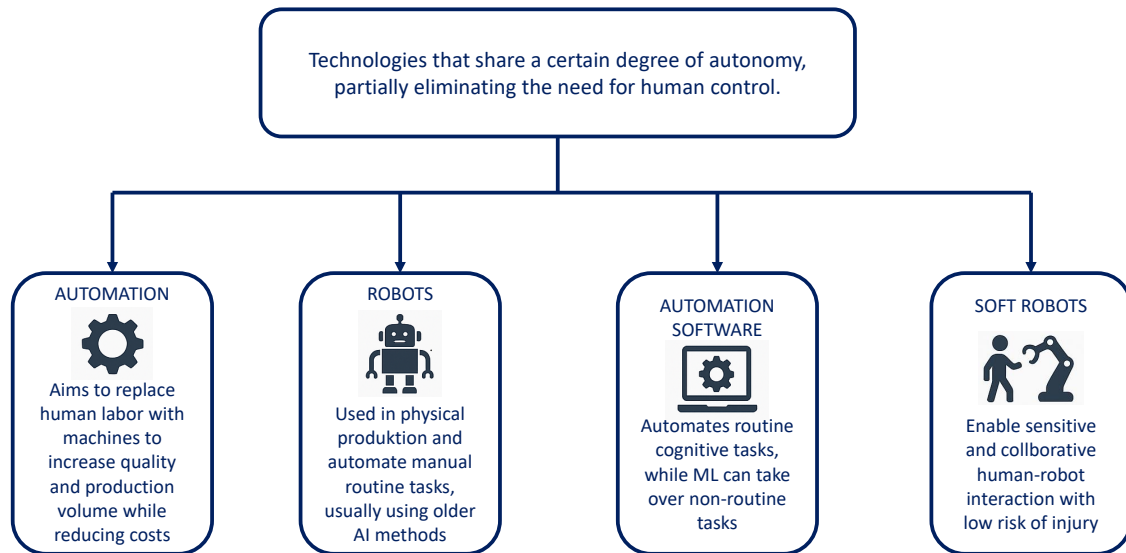 Technologies that share a certain degree of autonomy,
partially eliminating the need for human control.
AUTOMATION
Aims to replace
human labor with
machines to
increase quality
and production
volume while
reducing costs
ROBOTS
Used in physical
produktion and
automate manual
routine tasks,
usually using older
AI methods
AUTOMATION
SOFTWARE
Automates routine
cognitive tasks,
while ML can take
over non-routine
tasks
SOFT ROBOTS
Enable sensitive
and collborative
human-robot
interaction with
low risk of injury